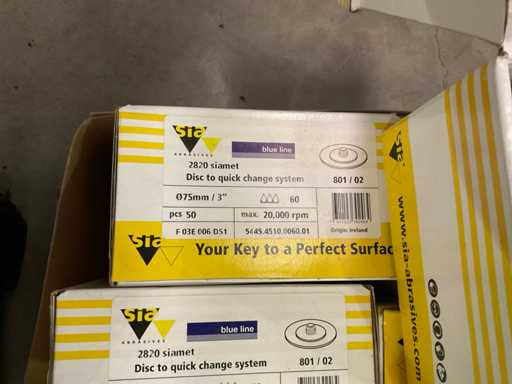 sia
ABRASIVES
blue line
2820 siamet
Disc to quick change system
801 / 02
Ø75mm / 3"
60
pcs 50
max. 20,000 rpm
F 03E 006 D51
5445.4510.0060.01
Origin: Ireland
sia
Your Key to a Perfect Surfac
www.sia-abrasives.com
sia
ABRASIVES
blue line
2820 siamet
Disc to quick change system
801 / 02